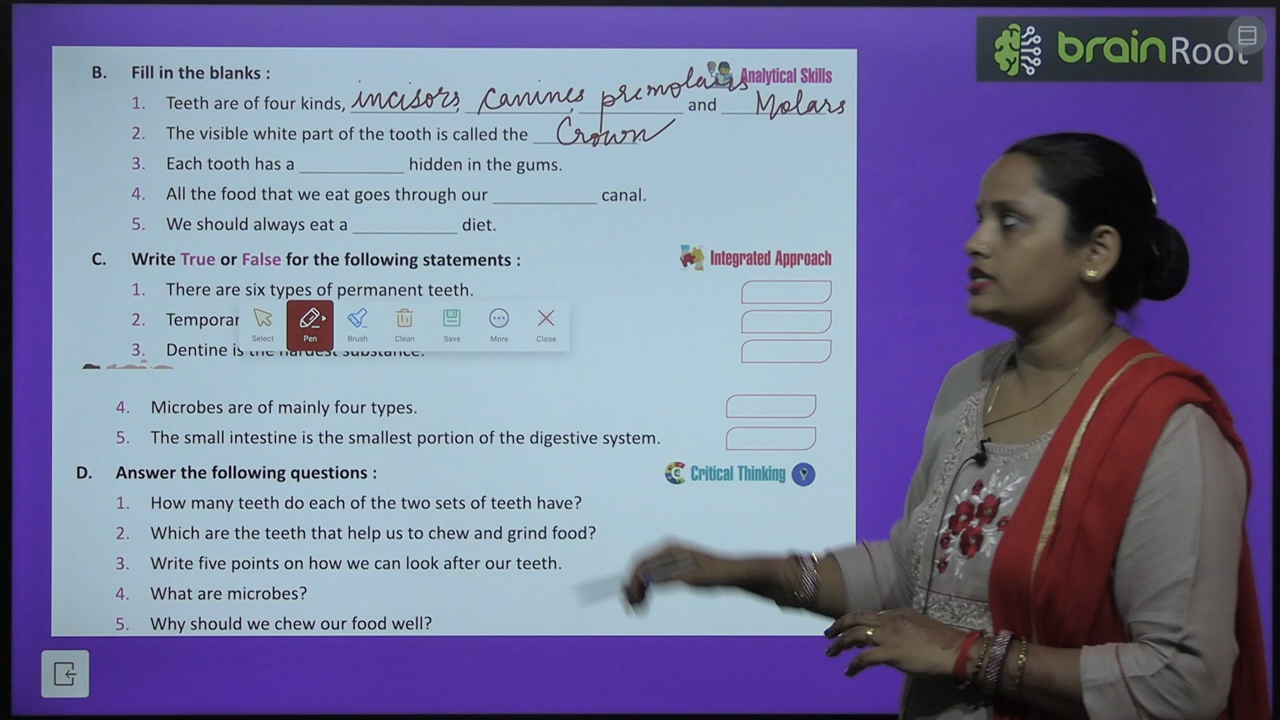 brainRoot
B. Fill in the blanks :
Analytical Skills
1. Teeth are of four kinds, incisors, canines, premolars and Molars
2. The visible white part of the tooth is called the Crown
3. Each tooth has a __________ hidden in the gums.
4. All the food that we eat goes through our __________ canal.
5. We should always eat a __________ diet.
C. Write True or False for the following statements :
Integrated Approach
1. There are six types of permanent teeth.
2. Temporar
3. Dentine is the hardest substance.
Select Pen Brush Clean Save More Close
4. Microbes are of mainly four types.
5. The small intestine is the smallest portion of the digestive system.
D. Answer the following questions :
Critical Thinking
1. How many teeth do each of the two sets of teeth have?
2. Which are the teeth that help us to chew and grind food?
3. Write five points on how we can look after our teeth.
4. What are microbes?
5. Why should we chew our food well?